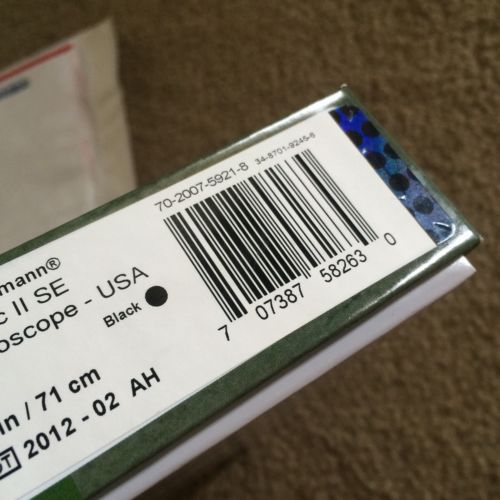 70-2007-5921-8 34-8701-9245-6
mann®
c II SE
oscope - USA
Black
7 07387 58263 0
in / 71 cm
OT 2012 - 02 AH